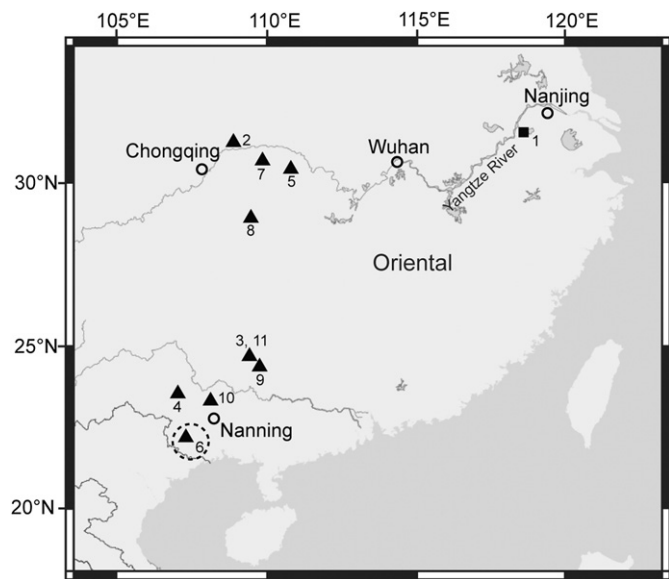 105°E 110°E 115°E 120°E
Nanjing
1
2
Chongqing
Wuhan
7
5
30°N
Yangtze River
8
Oriental
25°N
3, 11
9
4
10
Nanning
6
20°N